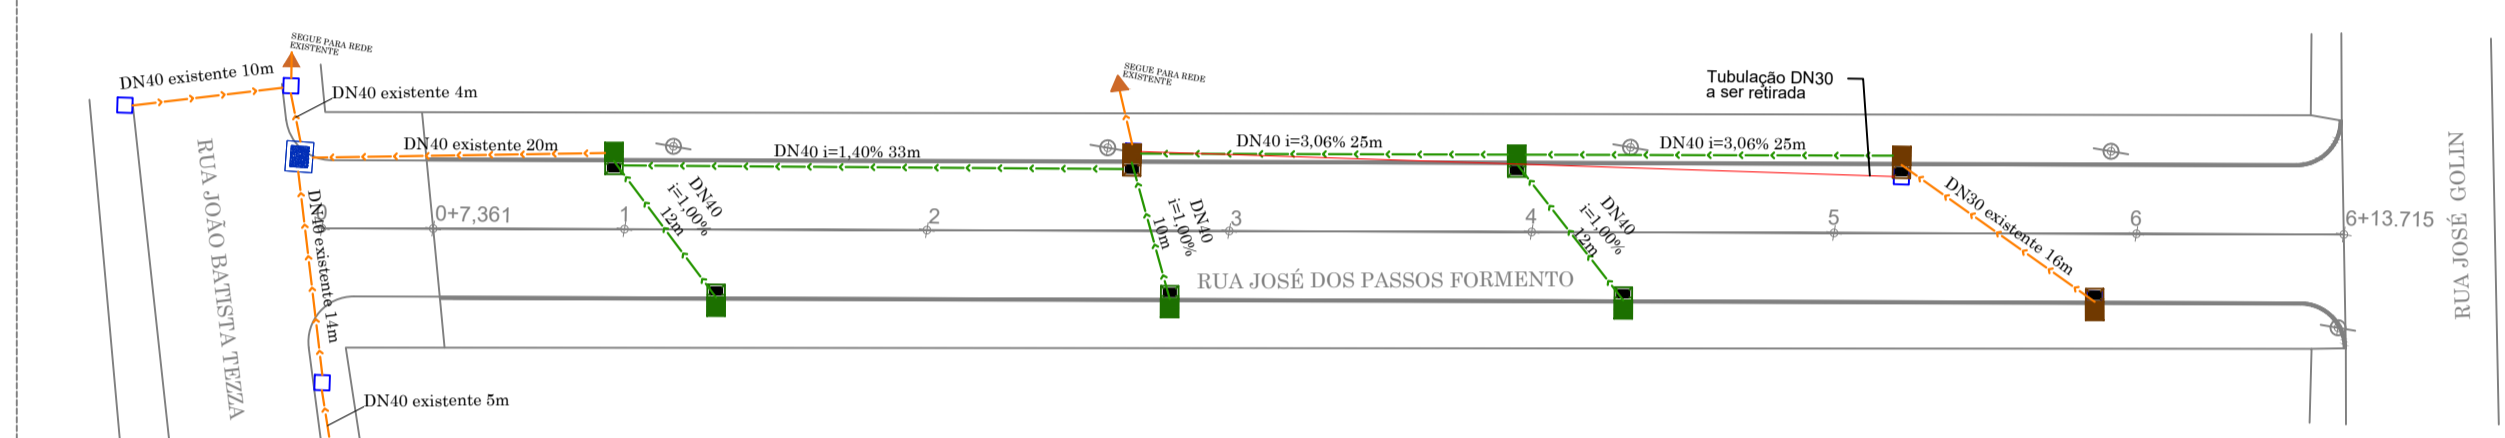 SEGUE PARA REDE
EXISTENTE
DN40 existente 10m
DN40 existente 4m
SEGUE PARA REDE
EXISTENTE
Tubulação DN30
a ser retirada
DN40 existente 20m
DN40 i=1,40% 33m
DN40 i=3,06% 25m
DN40 i=3,06% 25m
RUA JOÃO BATISTA TEZZA
DN40 existente 14m
0+7,361
1
DN40
i=1,00%
12m
2
DN40
i=1,00%
10m
3
4
DN40
i=1,00%
12m
5
DN30 existente 16m
6
6+13.715
RUA JOSÉ GOLIN
RUA JOSÉ DOS PASSOS FORMENTO
DN40 existente 5m